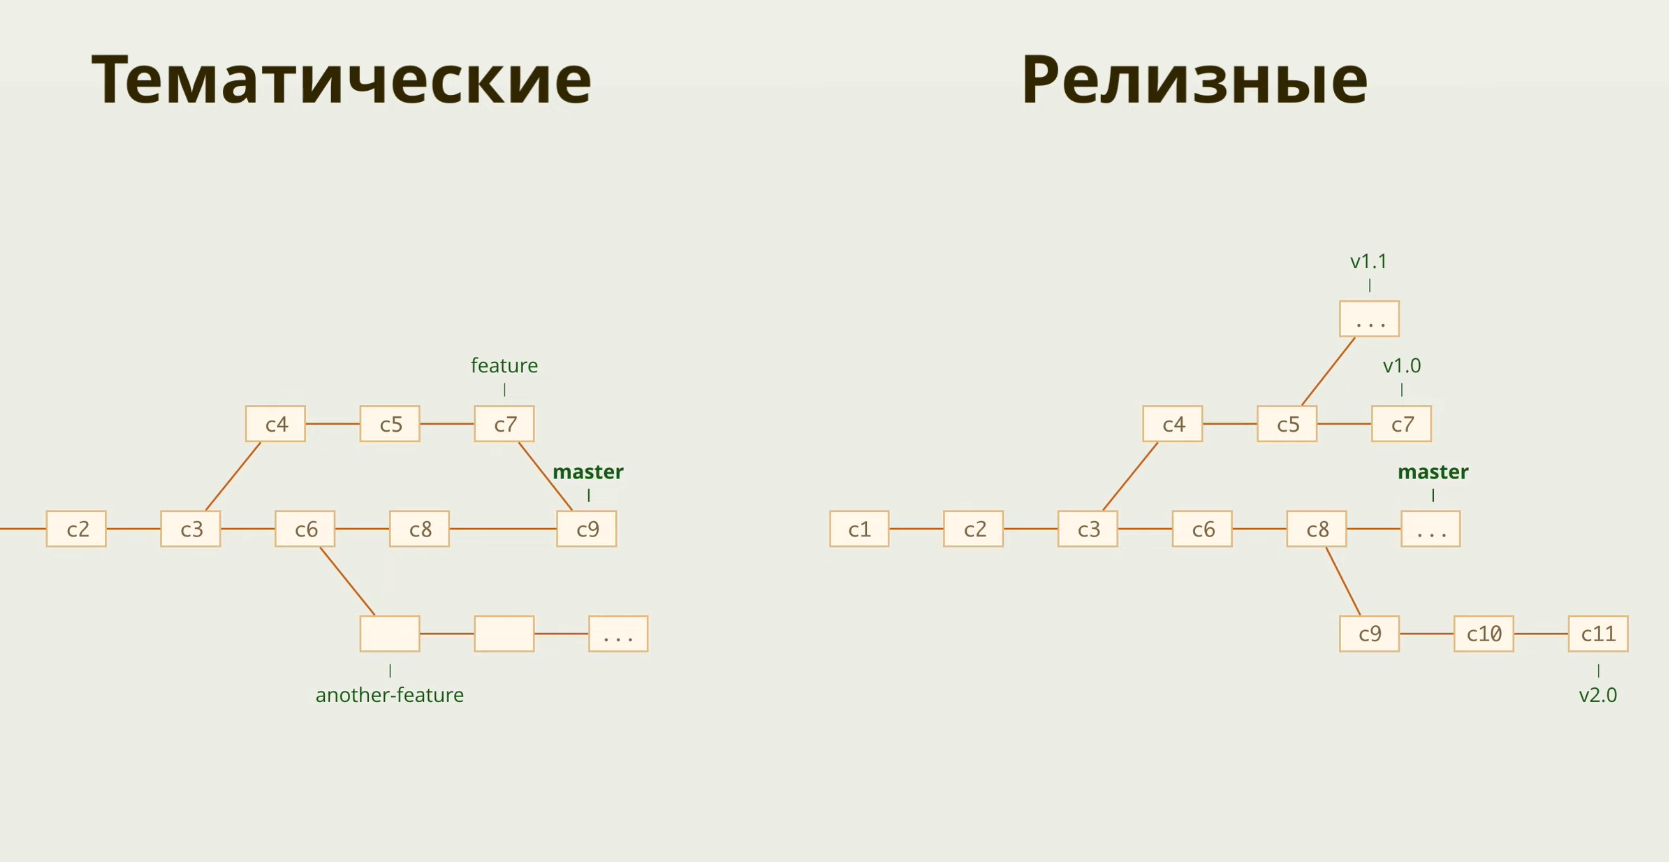 Тематические
Релизные
feature
c4 c5 c7
master
c2 c3 c6 c8 c9
...
another-feature
v1.1
...
v1.0
c4 c5 c7
master
c1 c2 c3 c6 c8 ...
c9 c10 c11
v2.0